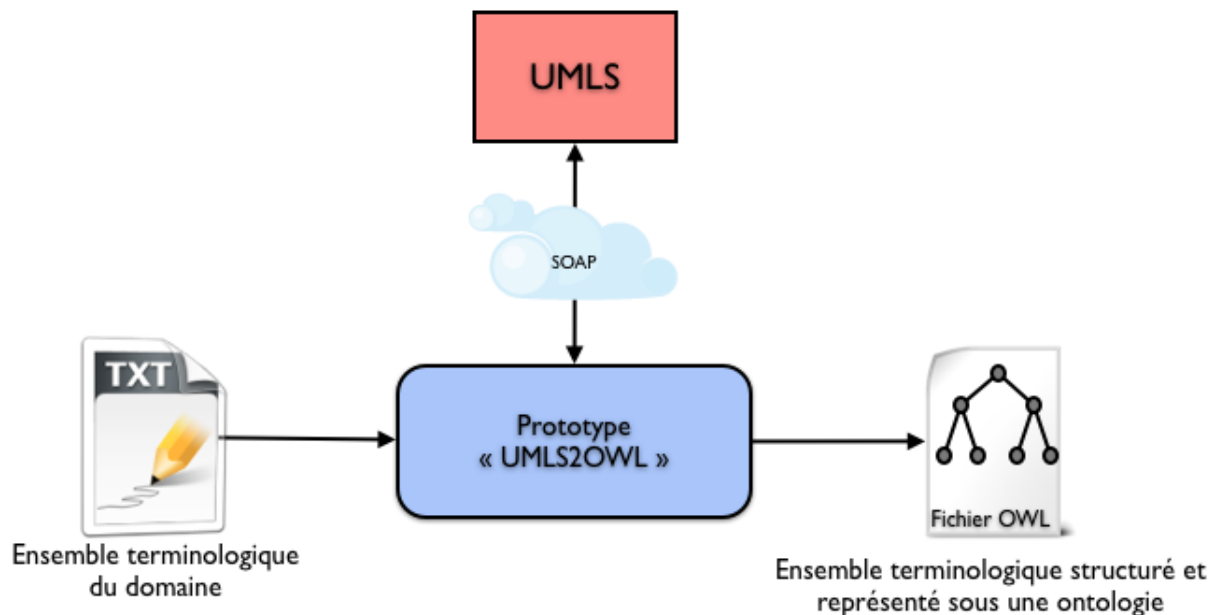 UMLS
SOAP
TXT
Prototype
« UMLS2OWL »
Fichier OWL
Ensemble terminologique
du domaine
Ensemble terminologique structuré et
représenté sous une ontologie